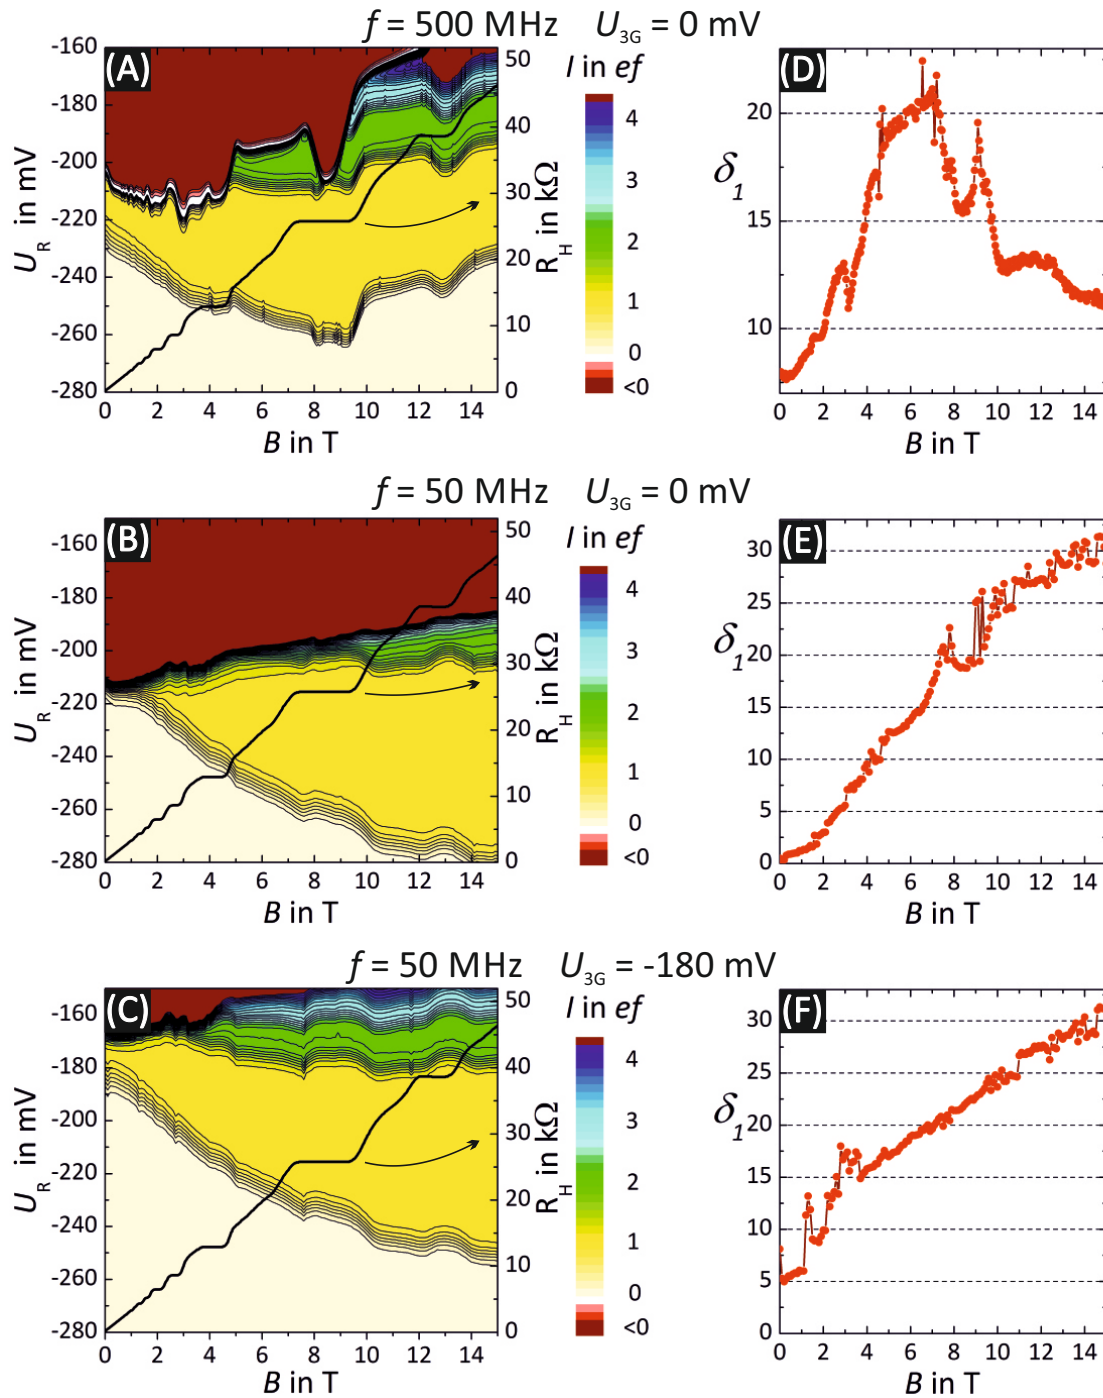 f = 500 MHz U3G = 0 mV
(A)
-160
-180
-200
-220
-240
-260
-280
UR in mV
0 2 4 6 8 10 12 14
B in T
50
40
30
20
10
0
RH in kΩ
I in ef
4
3
2
1
0
<0
(D)
20
15
10
δ1
0 2 4 6 8 10 12 14
B in T
f = 50 MHz U3G = 0 mV
(B)
-160
-180
-200
-220
-240
-260
-280
UR in mV
0 2 4 6 8 10 12 14
B in T
50
40
30
20
10
0
RH in kΩ
I in ef
4
3
2
1
0
<0
(E)
30
25
20
15
10
5
0
δ1
0 2 4 6 8 10 12 14
B in T
f = 50 MHz U3G = -180 mV
(C)
-160
-180
-200
-220
-240
-260
-280
UR in mV
0 2 4 6 8 10 12 14
B in T
50
40
30
20
10
0
RH in kΩ
I in ef
4
3
2
1
0
<0
(F)
30
25
20
15
10
5
0
δ1
0 2 4 6 8 10 12 14
B in T